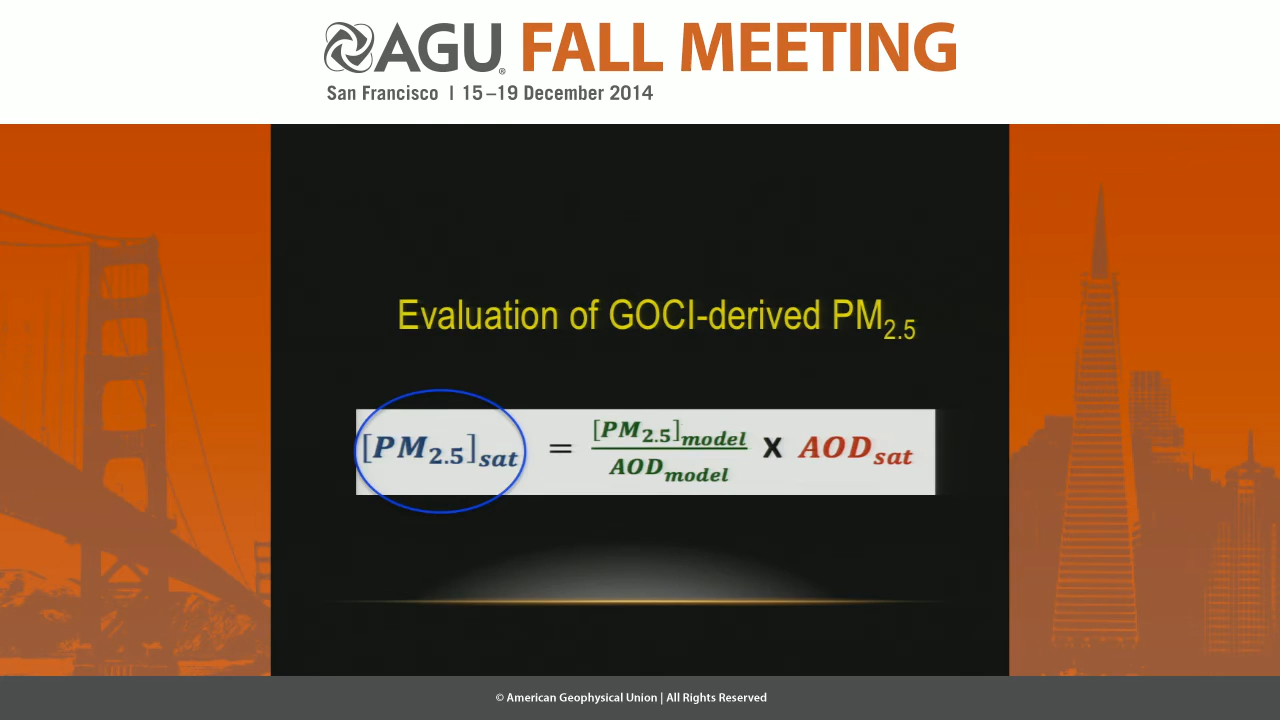 AGU® FALL MEETING
San Francisco | 15–19 December 2014
Evaluation of GOCI-derived PM2.5
[PM2.5]sat = [PM2.5]model / AODmodel X AODsat
© American Geophysical Union | All Rights Reserved